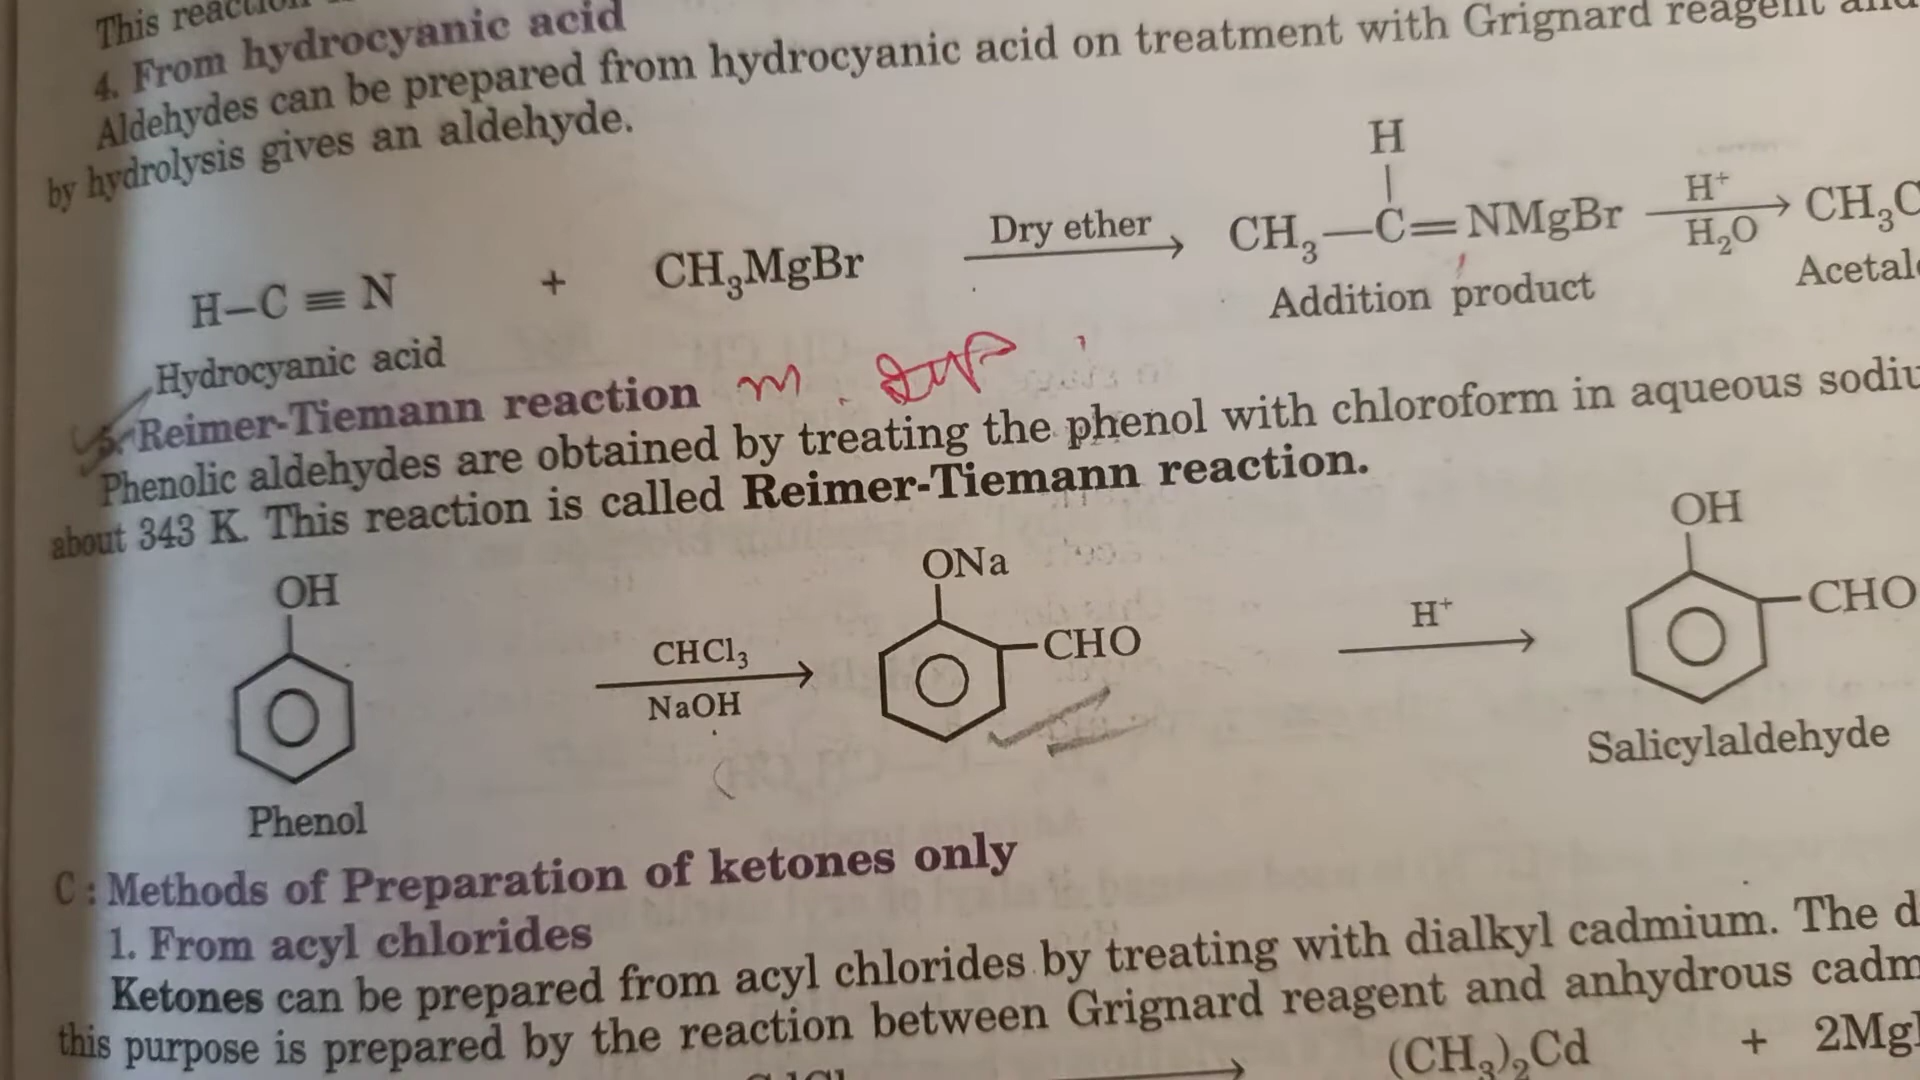 This reaction
4. From hydrocyanic acid
Aldehydes can be prepared from hydrocyanic acid on treatment with Grignard reagent and
by hydrolysis gives an aldehyde.
H
|
H–C≡N + CH₃MgBr Dry ether → CH₃—C=NMgBr H⁺ / H₂O → CH₃C
Hydrocyanic acid Addition product Acetal
5. Reimer-Tiemann reaction
Phenolic aldehydes are obtained by treating the phenol with chloroform in aqueous sodiu
about 343 K. This reaction is called Reimer-Tiemann reaction.
OH ONa OH
CHCl₃ → —CHO H⁺ → —CHO
NaOH
Phenol Salicylaldehyde
C : Methods of Preparation of ketones only
1. From acyl chlorides
Ketones can be prepared from acyl chlorides by treating with dialkyl cadmium. The d
this purpose is prepared by the reaction between Grignard reagent and anhydrous cadm
→ (CH₃)₂Cd + 2Mg